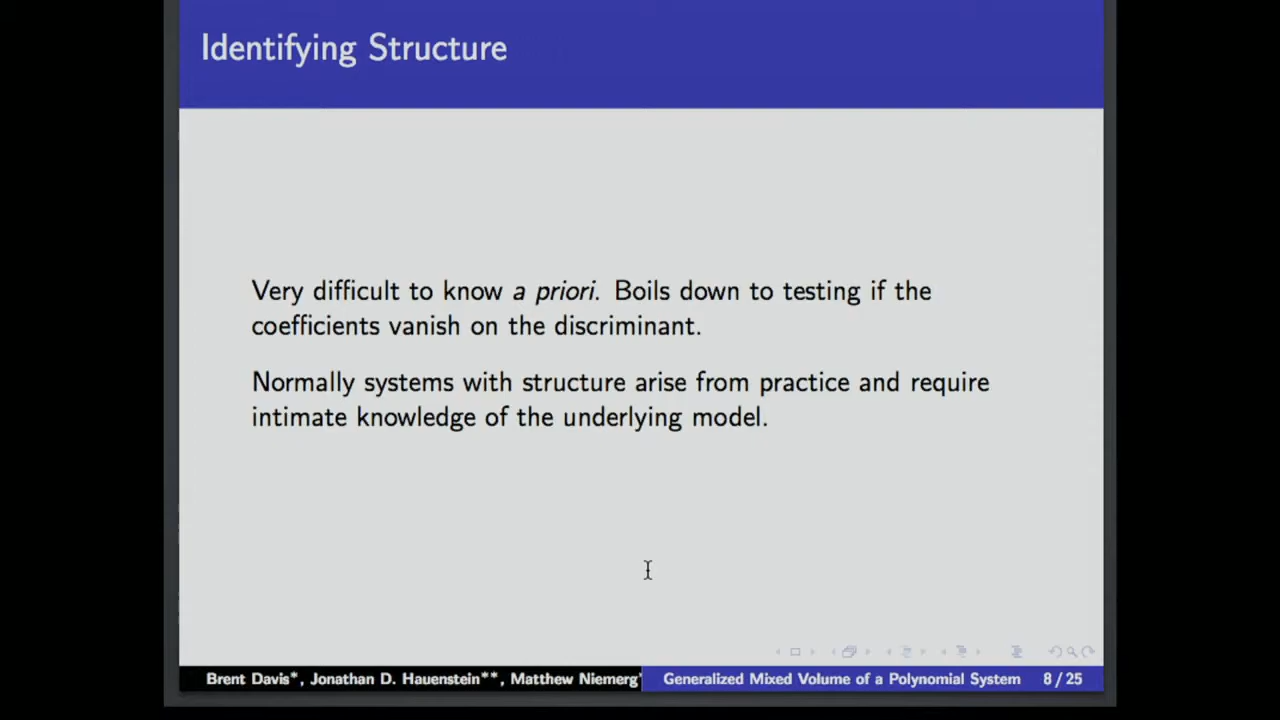 Identifying Structure
Very difficult to know a priori. Boils down to testing if the
coefficients vanish on the discriminant.
Normally systems with structure arise from practice and require
intimate knowledge of the underlying model.
Brent Davis*, Jonathan D. Hauenstein**, Matthew Niemerg*
Generalized Mixed Volume of a Polynomial System
8 / 25